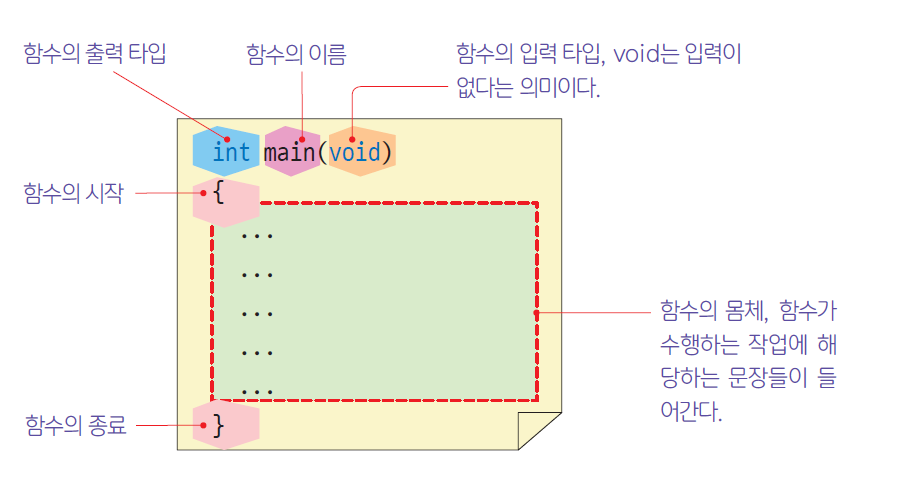 함수의 출력 타입
함수의 이름
함수의 입력 타입, void는 입력이
없다는 의미이다.
int main(void)
함수의 시작
{
...
...
...
...
...
함수의 몸체, 함수가
수행하는 작업에 해
당하는 문장들이 들
어간다.
함수의 종료
}